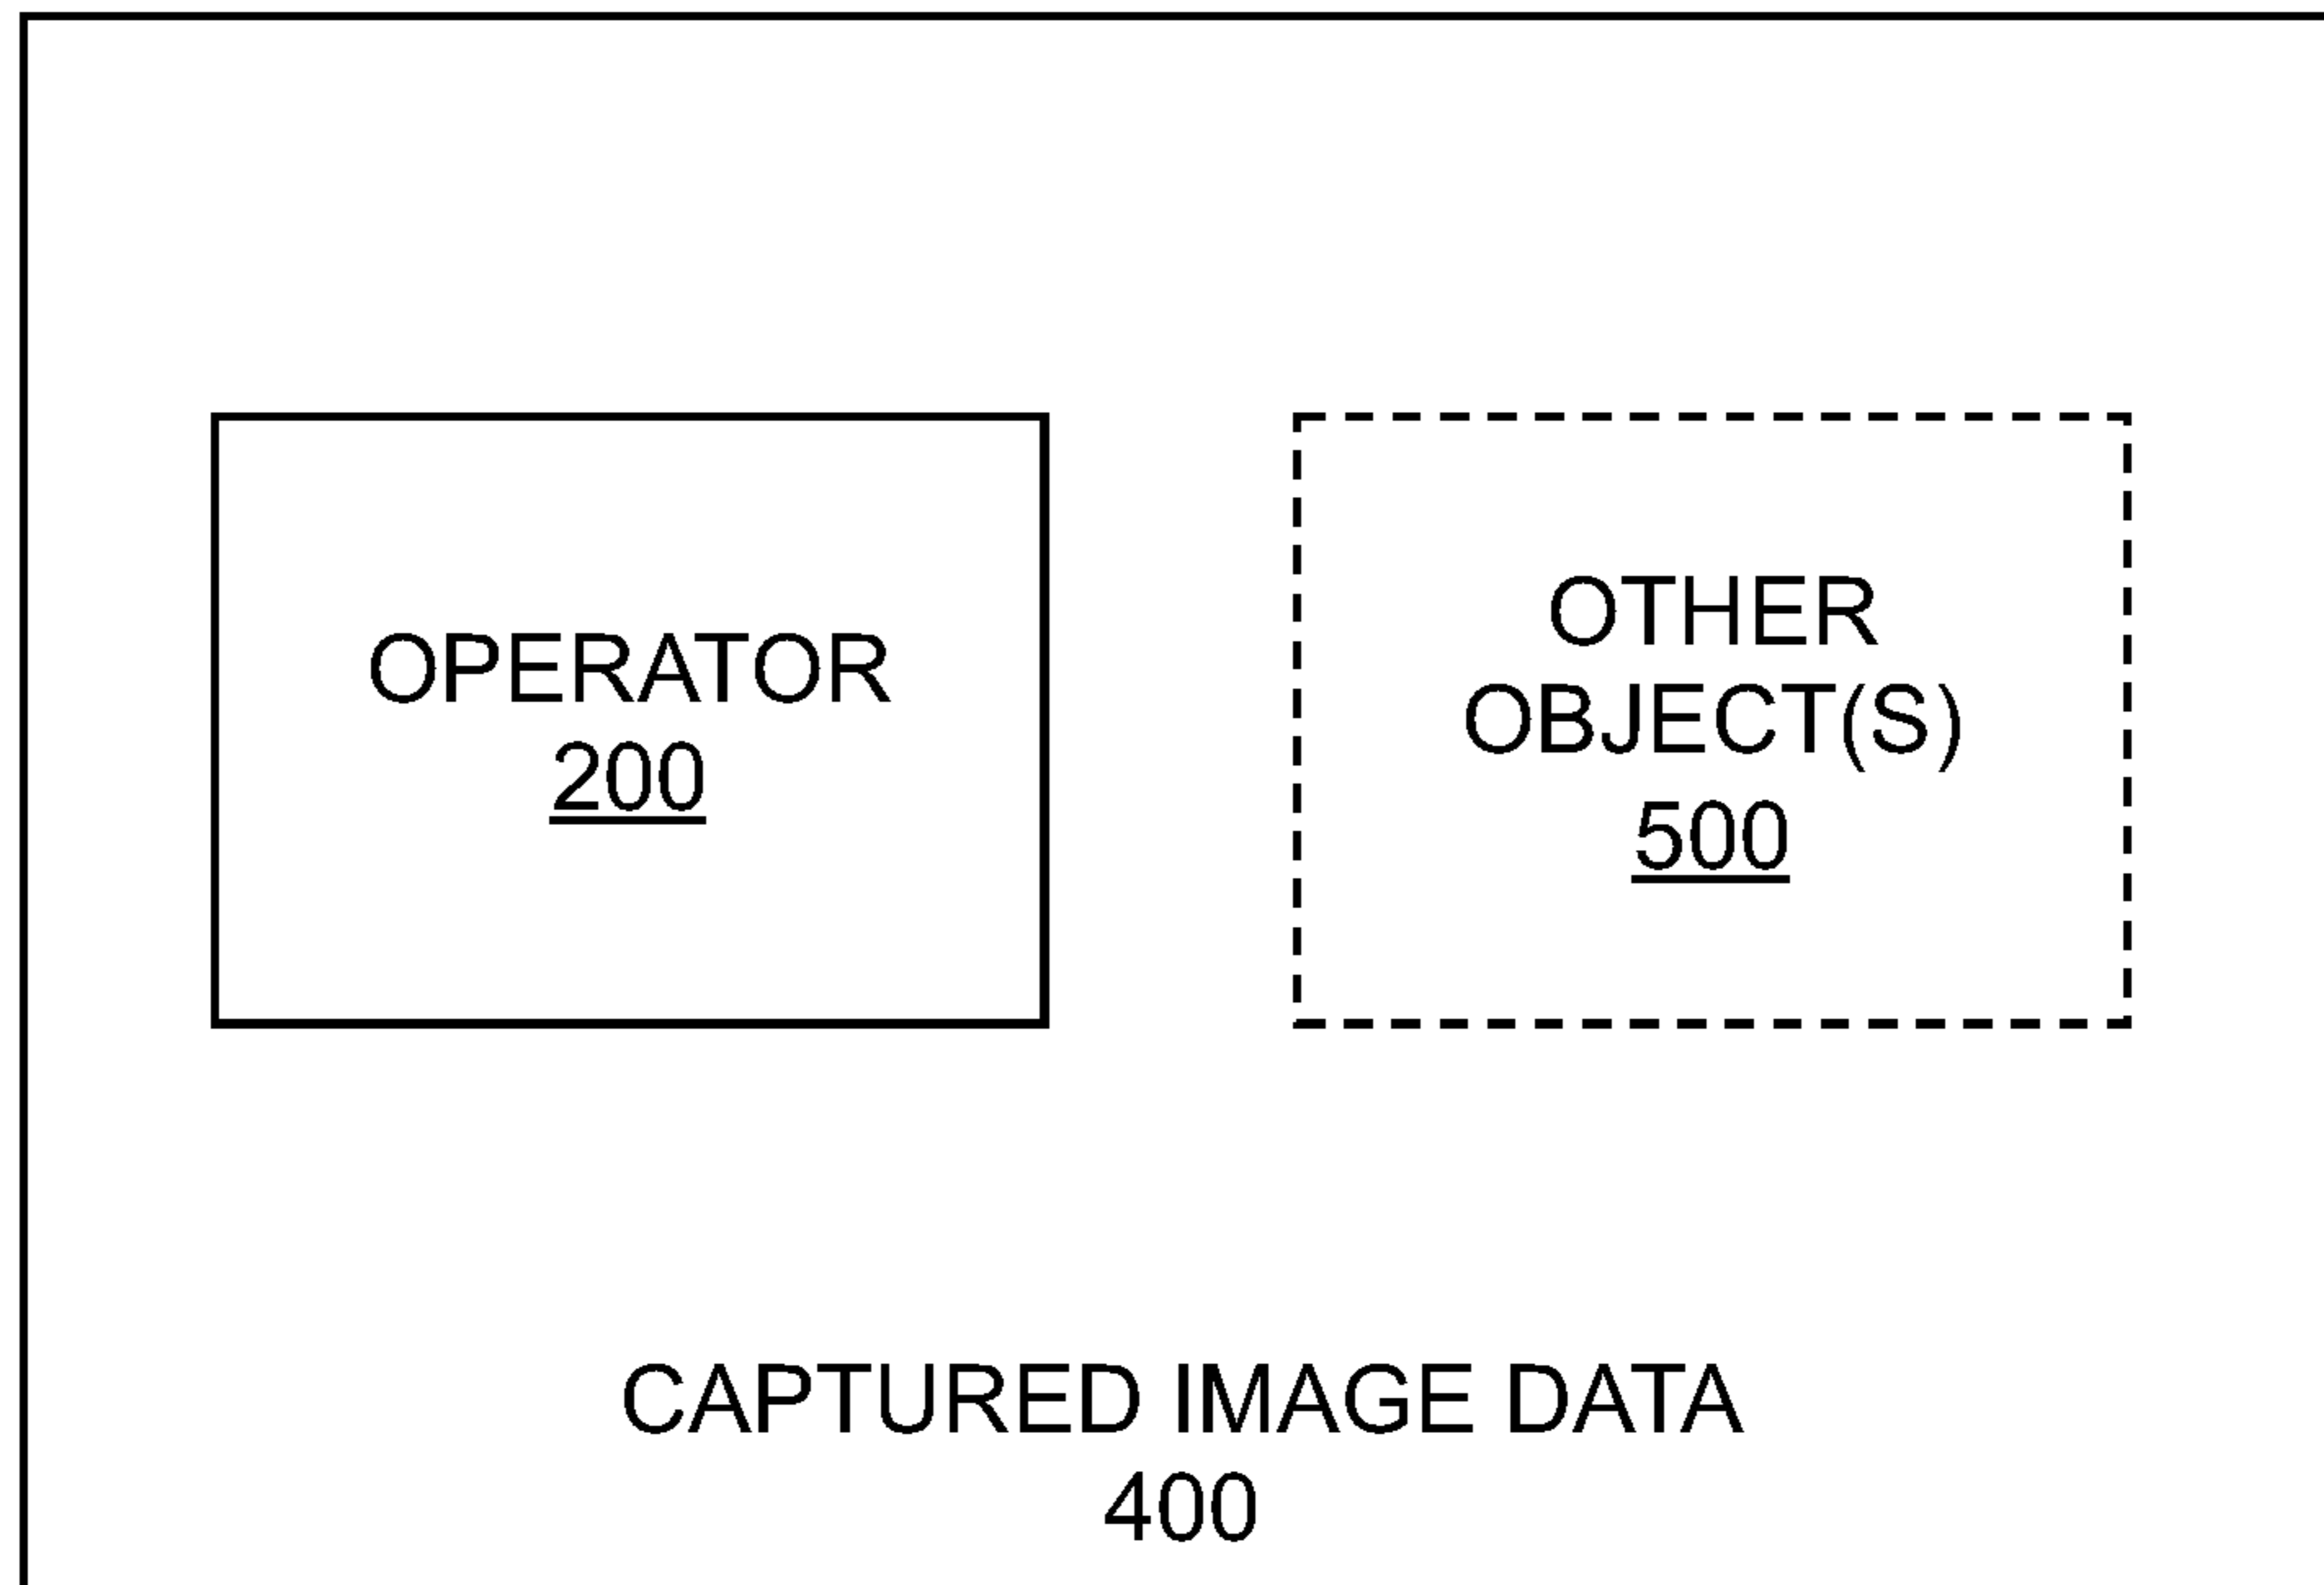 OPERATOR
200
OTHER
OBJECT(S)
500
CAPTURED IMAGE DATA
400